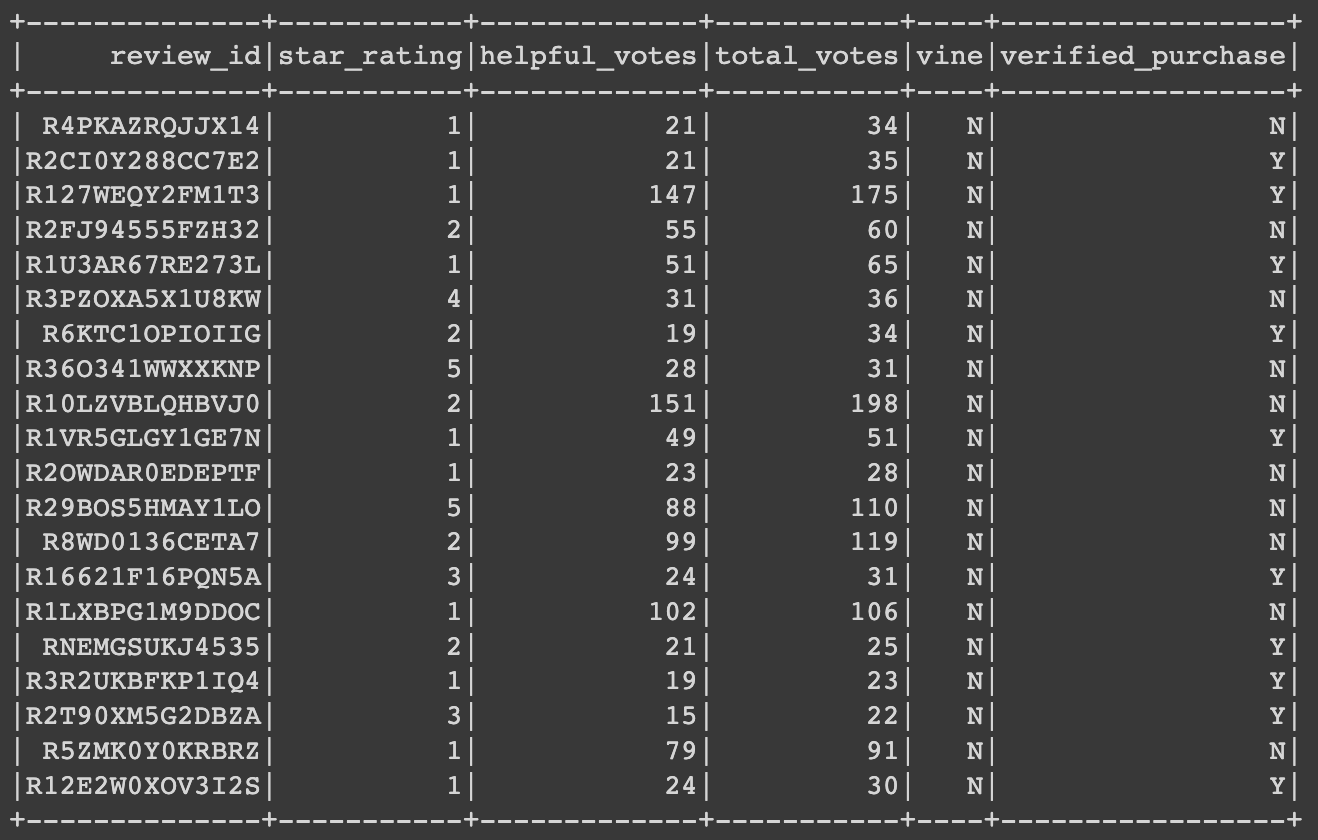 +--------------+-----------+-------------+-----------+----+-----------------+
|     review_id|star_rating|helpful_votes|total_votes|vine|verified_purchase|
+--------------+-----------+-------------+-----------+----+-----------------+
| R4PKAZRQJJX14|          1|           21|         34|   N|                N|
|R2CI0Y288CC7E2|          1|           21|         35|   N|                Y|
|R127WEQY2FM1T3|          1|          147|        175|   N|                Y|
|R2FJ94555FZH32|          2|           55|         60|   N|                N|
|R1U3AR67RE273L|          1|           51|         65|   N|                Y|
|R3PZOXA5X1U8KW|          4|           31|         36|   N|                N|
| R6KTC1OPIOIIG|          2|           19|         34|   N|                Y|
|R36O341WWXXKNP|          5|           28|         31|   N|                N|
|R10LZVBLQHBVJ0|          2|          151|        198|   N|                N|
|R1VR5GLGY1GE7N|          1|           49|         51|   N|                Y|
|R2OWDAR0EDEPTF|          1|           23|         28|   N|                N|
|R29BOS5HMAY1LO|          5|           88|        110|   N|                N|
| R8WD0136CETA7|          2|           99|        119|   N|                N|
|R16621F16PQN5A|          3|           24|         31|   N|                Y|
|R1LXBPG1M9DDOC|          1|          102|        106|   N|                N|
| RNEMGSUKJ4535|          2|           21|         25|   N|                Y|
|R3R2UKBFKP1IQ4|          1|           19|         23|   N|                Y|
|R2T90XM5G2DBZA|          3|           15|         22|   N|                Y|
| R5ZMK0Y0KRBRZ|          1|           79|         91|   N|                N|
|R12E2W0XOV3I2S|          1|           24|         30|   N|                Y|
+--------------+-----------+-------------+-----------+----+-----------------+